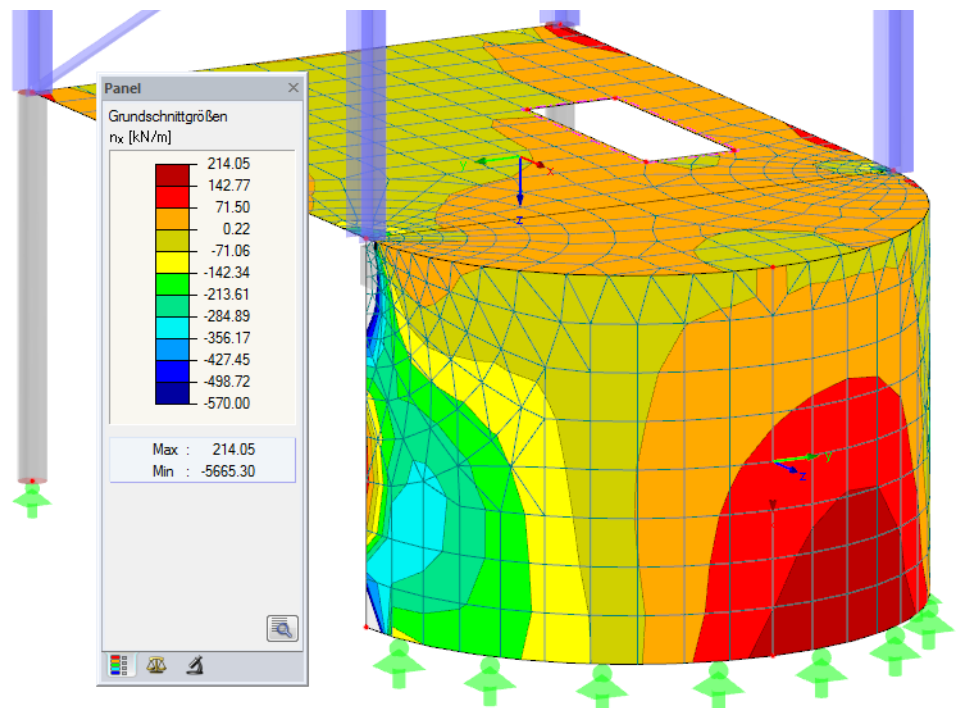 Panel
Grundschnittgrößen
nx [kN/m]
214.05
142.77
71.50
0.22
-71.06
-142.34
-213.61
-284.89
-356.17
-427.45
-498.72
-570.00
Max : 214.05
Min : -5665.30
y
x
z
y
z